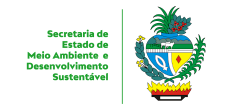 Secretaria de
Estado de
Meio Ambiente e
Desenvolvimento
Sustentável